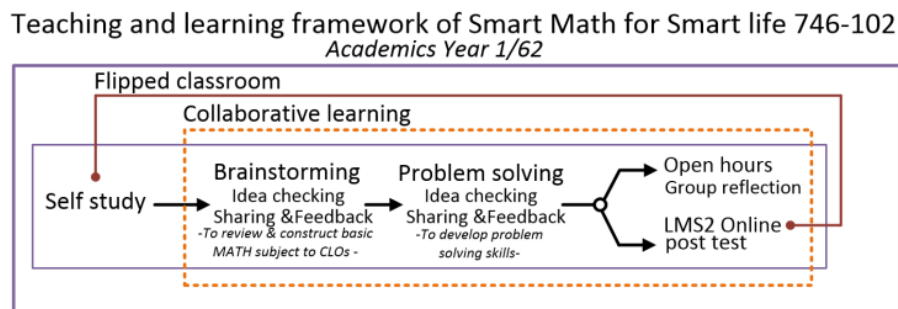 Teaching and learning framework of Smart Math for Smart life 746-102
Academics Year 1/62
Flipped classroom
Collaborative learning
Self study
Brainstorming
Idea checking
Sharing &Feedback
-To review & construct basic
MATH subject to CLOs -
Problem solving
Idea checking
Sharing &Feedback
-To develop problem
solving skills-
Open hours
Group reflection
LMS2 Online
post test